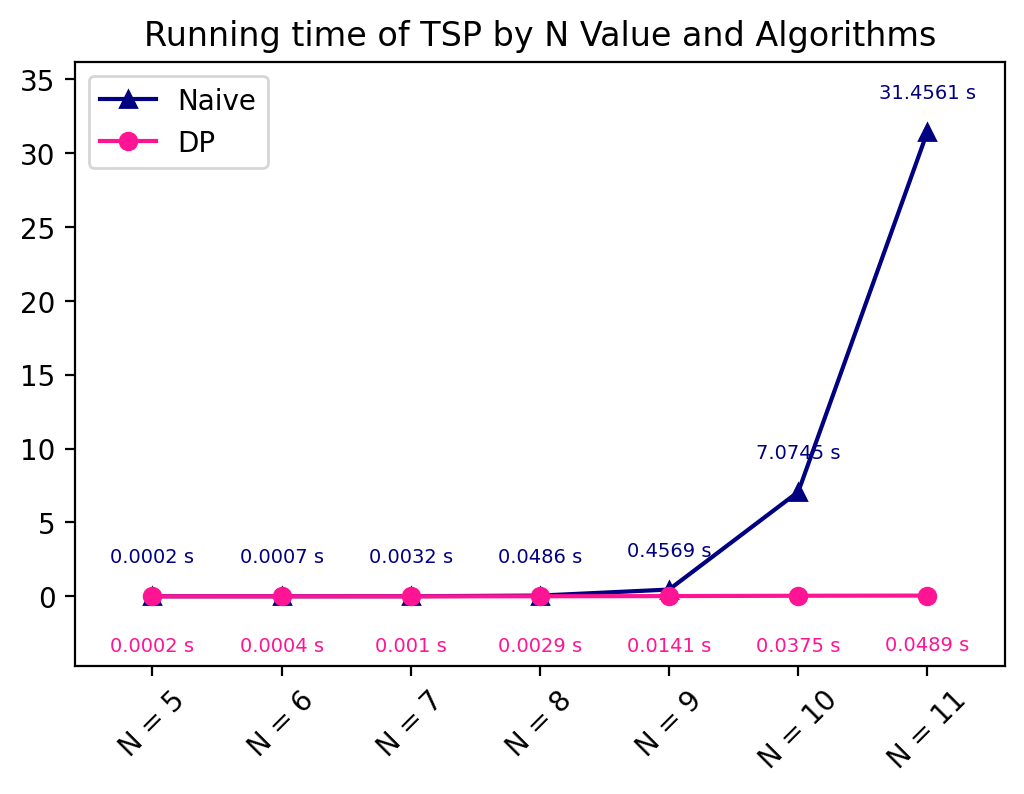 Running time of TSP by N Value and Algorithms
35
30
25
20
15
10
5
0
Naive
DP
31.4561 s
7.0745 s
0.0002 s 0.0007 s 0.0032 s 0.0486 s 0.4569 s
0.0002 s 0.0004 s 0.001 s 0.0029 s 0.0141 s 0.0375 s 0.0489 s
N = 5 N = 6 N = 7 N = 8 N = 9 N = 10 N = 11